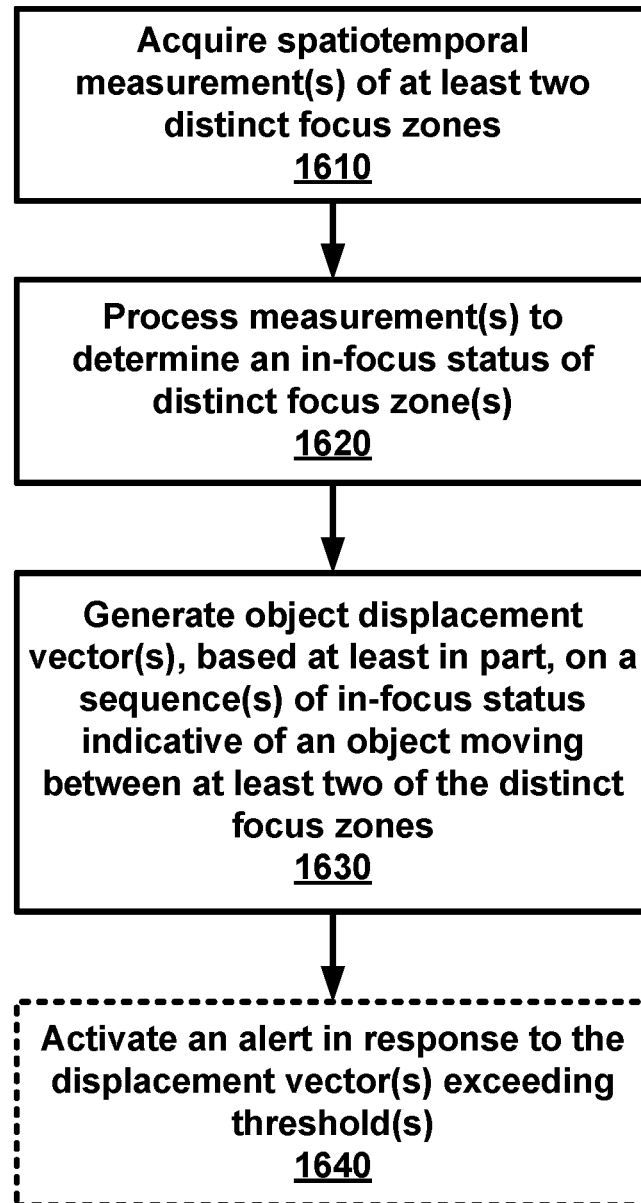 Acquire spatiotemporal
measurement(s) of at least two
distinct focus zones
1610
Process measurement(s) to
determine an in-focus status of
distinct focus zone(s)
1620
Generate object displacement
vector(s), based at least in part, on a
sequence(s) of in-focus status
indicative of an object moving
between at least two of the distinct
focus zones
1630
Activate an alert in response to the
displacement vector(s) exceeding
threshold(s)
1640